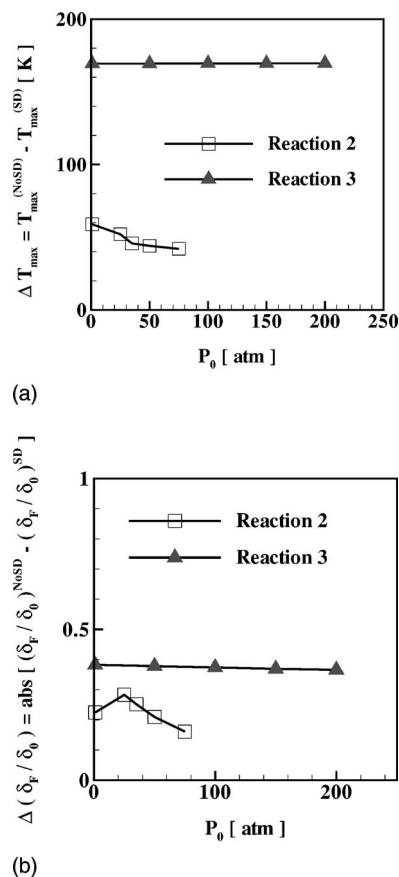 200
100
0
0 50 100 150 200 250
Δ T_max = T_max^(NoSD) - T_max^(SD) [ K ]
Reaction 2
Reaction 3
P_0 [ atm ]
(a)
1
0.5
0
0 100 200
Δ ( δ_F / δ_0 ) = abs [ ( δ_F / δ_0 )^NoSD - ( δ_F / δ_0 )^SD ]
Reaction 2
Reaction 3
P_0 [ atm ]
(b)